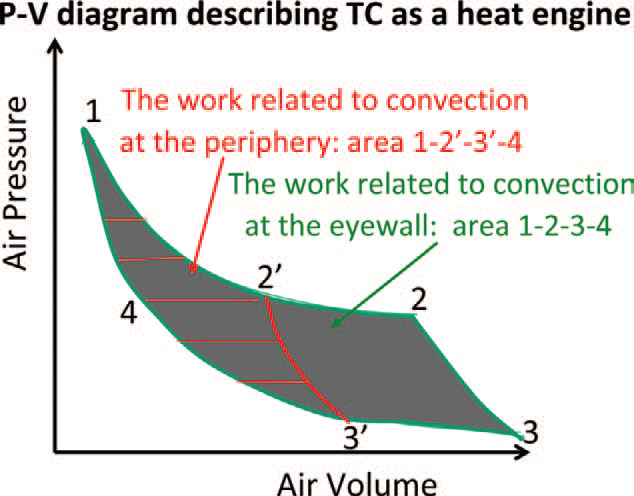 P-V diagram describing TC as a heat engine
1
The work related to convection
at the periphery: area 1-2′-3′-4
The work related to convection
at the eyewall: area 1-2-3-4
Air Pressure
2′
2
4
3′
3
Air Volume